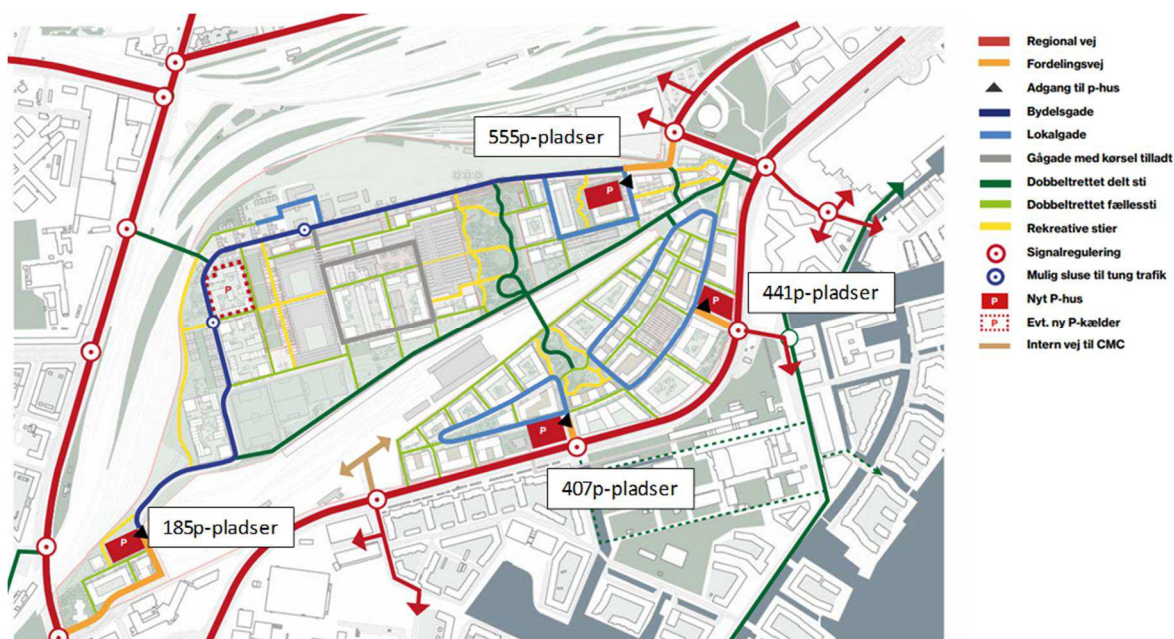 555p-pladser
441p-pladser
407p-pladser
185p-pladser
P
P
P
P
P
Regional vej
Fordelingsvej
Adgang til p-hus
Bydelsgade
Lokalgade
Gågade med kørsel tilladt
Dobbeltrettet delt sti
Dobbeltrettet fællessti
Rekreative stier
Signalregulering
Mulig sluse til tung trafik
P Nyt P-hus
P Evt. ny P-kælder
Intern vej til CMC